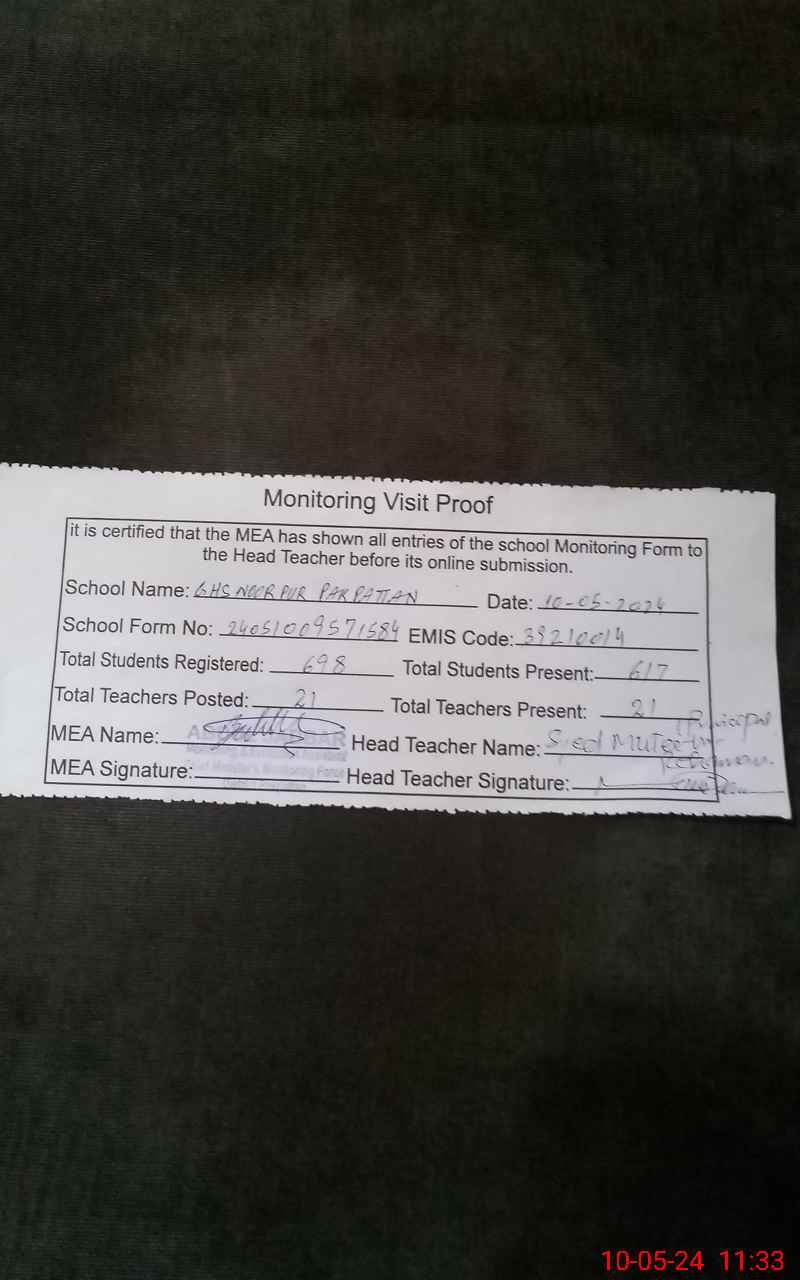 Monitoring Visit Proof
it is certified that the MEA has shown all entries of the school Monitoring Form to
the Head Teacher before its online submission.
School Name: GHS NOOR PUR PAKPATTAN Date: 10-05-2024
School Form No: 24051009571584 EMIS Code: 39210014
Total Students Registered: 698 Total Students Present: 617
Total Teachers Posted: 21 Total Teachers Present: 21
Principal
MEA Name: Head Teacher Name: Syed
MEA Signature: Head Teacher Signature:
10-05-24 11:33